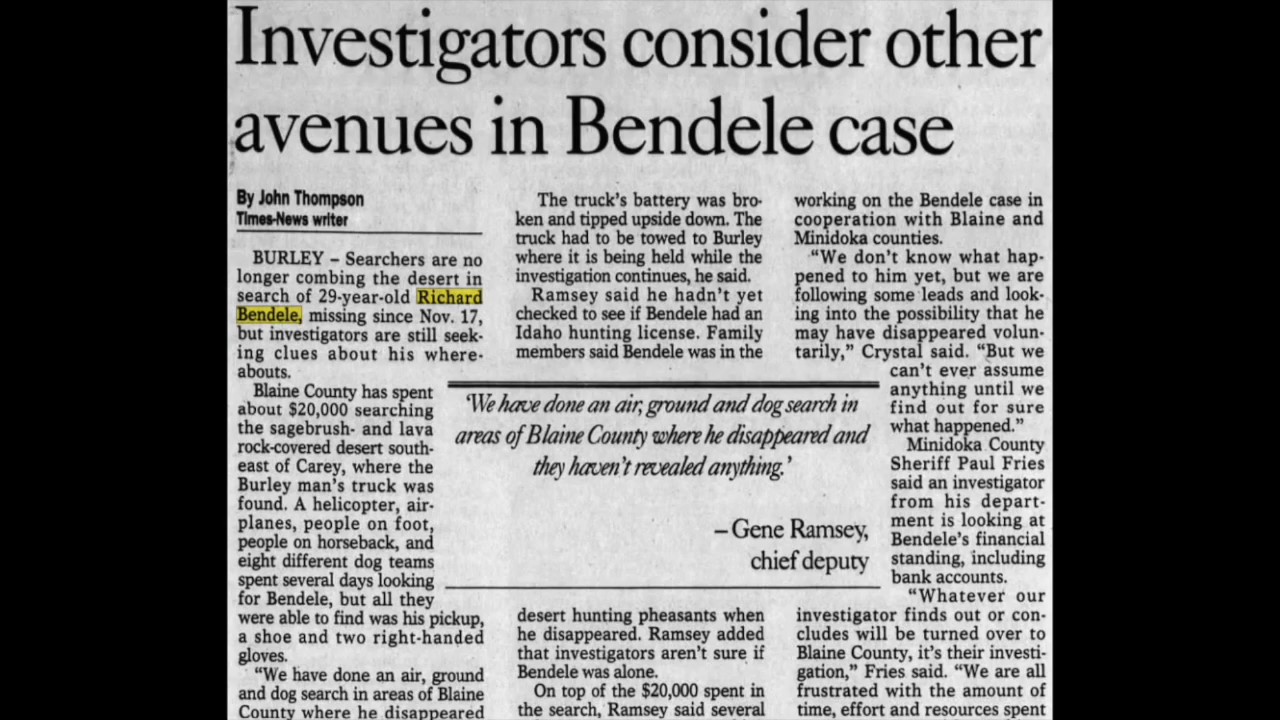 Investigators consider other
avenues in Bendele case
By John Thompson
Times-News writer
BURLEY – Searchers are no
longer combing the desert in
search of 29-year-old Richard
Bendele, missing since Nov. 17,
but investigators are still seek-
ing clues about his where-
abouts.
Blaine County has spent
about $20,000 searching
the sagebrush- and lava
rock-covered desert south-
east of Carey, where the
Burley man's truck was
found. A helicopter, air-
planes, people on foot,
people on horseback, and
eight different dog teams
spent several days looking
for Bendele, but all they
were able to find was his pickup,
a shoe and two right-handed
gloves.
"We have done an air, ground
and dog search in areas of Blaine
County where he disappeared
The truck's battery was bro-
ken and tipped upside down. The
truck had to be towed to Burley
where it is being held while the
investigation continues, he said.
Ramsey said he hadn't yet
checked to see if Bendele had an
Idaho hunting license. Family
members said Bendele was in the
'We have done an air, ground and dog search in
areas of Blaine County where he disappeared and
they haven't revealed anything.'
– Gene Ramsey,
chief deputy
desert hunting pheasants when
he disappeared. Ramsey added
that investigators aren't sure if
Bendele was alone.
On top of the $20,000 spent in
the search, Ramsey said several
working on the Bendele case in
cooperation with Blaine and
Minidoka counties.
"We don't know what hap-
pened to him yet, but we are
following some leads and look-
ing into the possibility that he
may have disappeared volun-
tarily," Crystal said. "But we
can't ever assume
anything until we
find out for sure
what happened."
Minidoka County
Sheriff Paul Fries
said an investigator
from his depart-
ment is looking at
Bendele's financial
standing, including
bank accounts.
"Whatever our
investigator finds out or con-
cludes will be turned over to
Blaine County, it's their investi-
gation," Fries said. "We are all
frustrated with the amount of
time, effort and resources spent